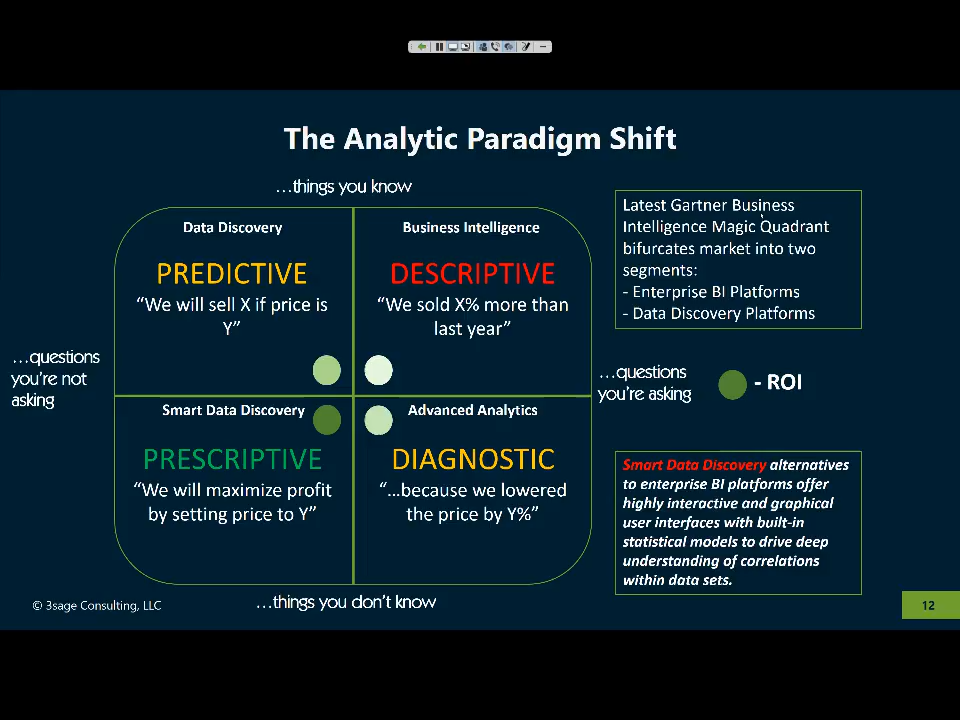 The Analytic Paradigm Shift
…things you know
Data Discovery
PREDICTIVE
“We will sell X if price is
Y”
Business Intelligence
DESCRIPTIVE
“We sold X% more than
last year”
Latest Gartner Business
Intelligence Magic Quadrant
bifurcates market into two
segments:
- Enterprise BI Platforms
- Data Discovery Platforms
…questions
you’re not
asking
…questions
you’re asking
- ROI
Smart Data Discovery
PRESCRIPTIVE
“We will maximize profit
by setting price to Y”
Advanced Analytics
DIAGNOSTIC
“…because we lowered
the price by Y%”
Smart Data Discovery alternatives
to enterprise BI platforms offer
highly interactive and graphical
user interfaces with built-in
statistical models to drive deep
understanding of correlations
within data sets.
…things you don’t know
© 3sage Consulting, LLC
12